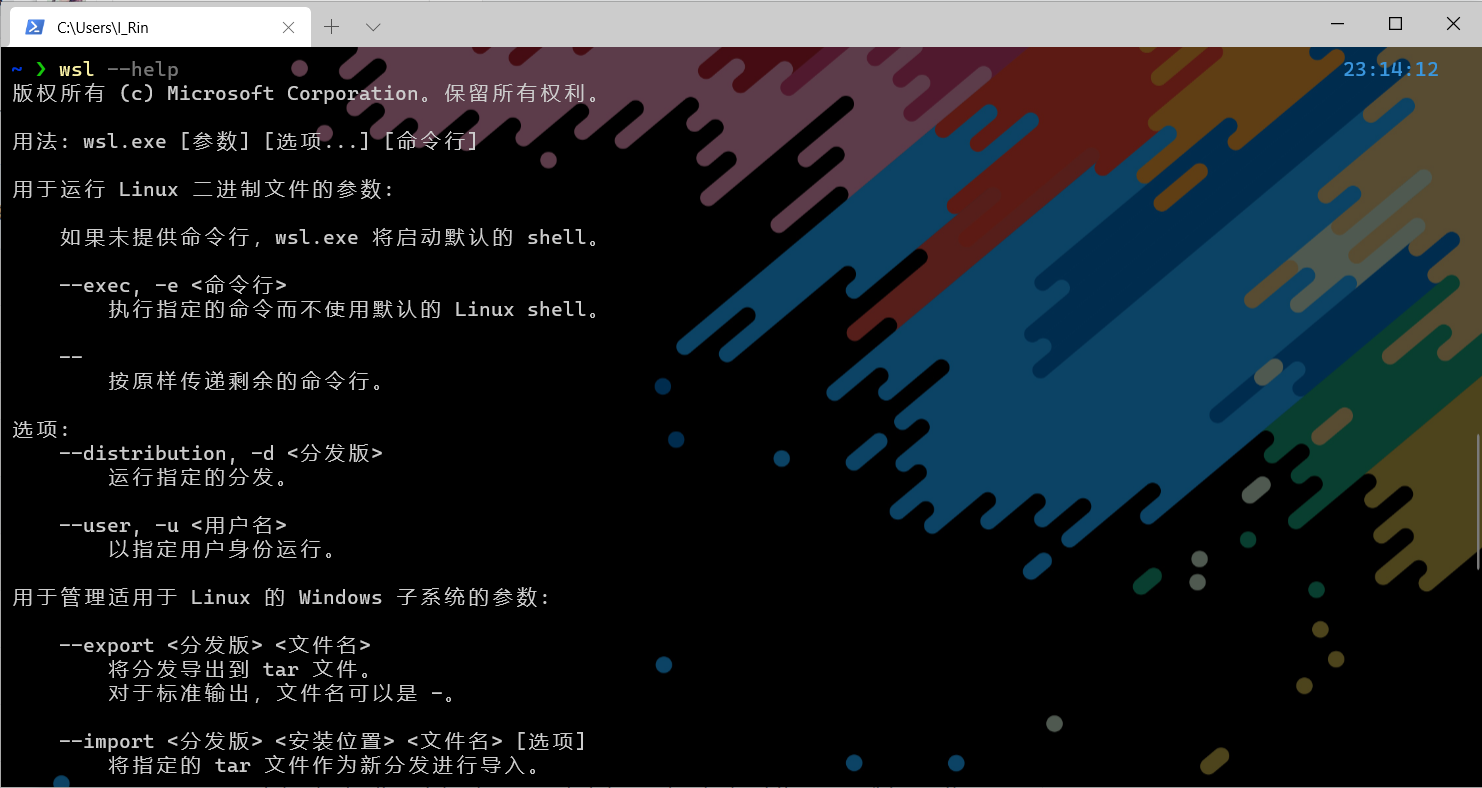 C:\Users\I_Rin
~ ❯ wsl --help 23:14:12
版权所有 (c) Microsoft Corporation。保留所有权利。
用法: wsl.exe [参数] [选项...] [命令行]
用于运行 Linux 二进制文件的参数:
如果未提供命令行，wsl.exe 将启动默认的 shell。
--exec, -e <命令行>
执行指定的命令而不使用默认的 Linux shell。
--
按原样传递剩余的命令行。
选项:
--distribution, -d <分发版>
运行指定的分发。
--user, -u <用户名>
以指定用户身份运行。
用于管理适用于 Linux 的 Windows 子系统的参数:
--export <分发版> <文件名>
将分发导出到 tar 文件。
对于标准输出，文件名可以是 -。
--import <分发版> <安装位置> <文件名> [选项]
将指定的 tar 文件作为新分发进行导入。